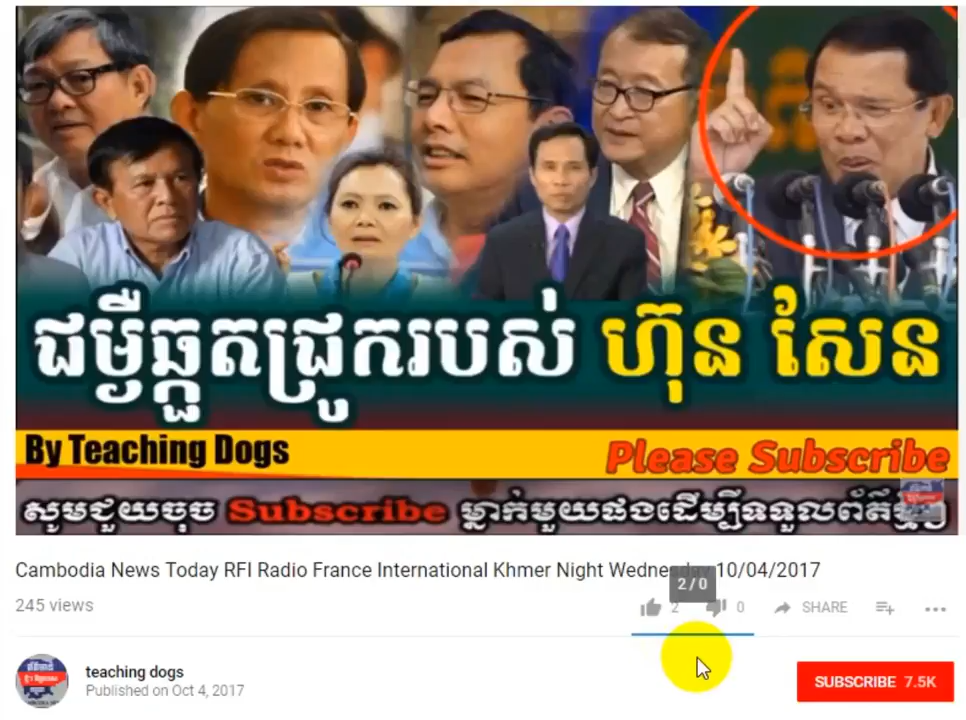 ជម្ងឺឆ្កួតជ្រូករបស់ ហ៊ុន សែន
By Teaching Dogs Please Subscribe
សូមជួយចុច Subscribe ម្នាក់មួយផងដើម្បីទទួលព័ត៌
Cambodia News Today RFI Radio France International Khmer Night Wednesday 10/04/2017
2/0
245 views 2 0 SHARE
teaching dogs
Published on Oct 4, 2017
SUBSCRIBE 7.5K